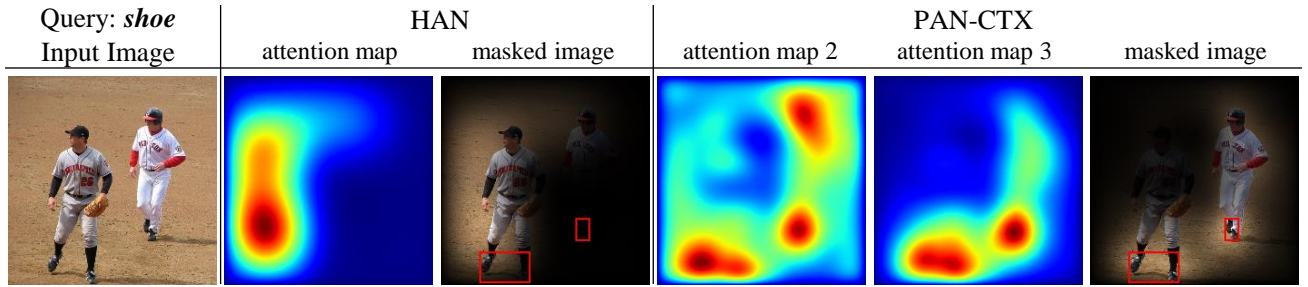 Query: shoe HAN PAN-CTX
Input Image attention map masked image attention map 2 attention map 3 masked image